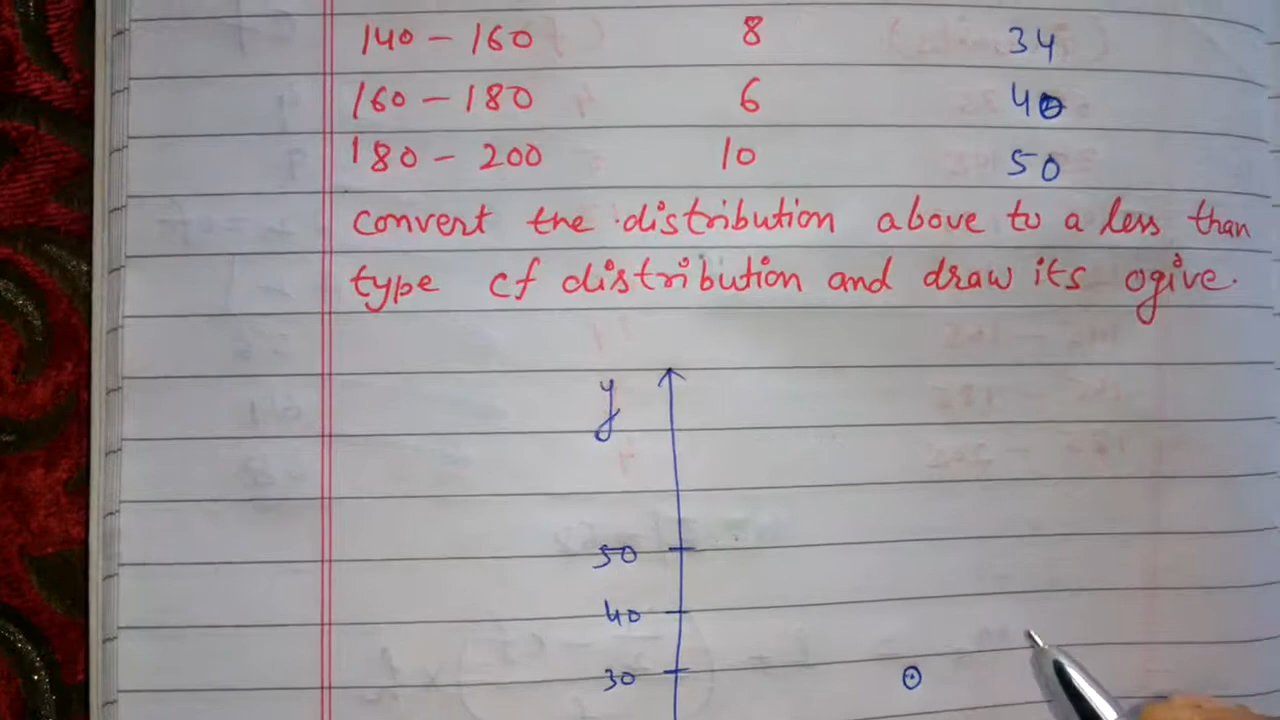 140 - 160 8 34
160 - 180 6 40
180 - 200 10 50
convert the distribution above to a less than
type cf distribution and draw its ogive.
y
50
40
30